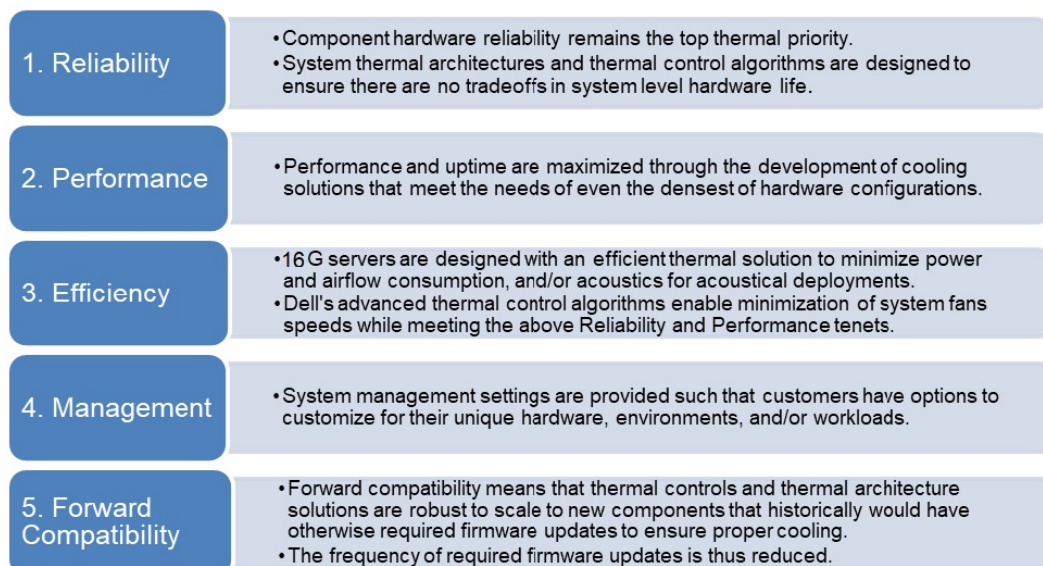 1. Reliability
•Component hardware reliability remains the top thermal priority.
•System thermal architectures and thermal control algorithms are designed to
ensure there are no tradeoffs in system level hardware life.
2. Performance
•Performance and uptime are maximized through the development of cooling
solutions that meet the needs of even the densest of hardware configurations.
3. Efficiency
•16G servers are designed with an efficient thermal solution to minimize power
and airflow consumption, and/or acoustics for acoustical deployments.
•Dell's advanced thermal control algorithms enable minimization of system fans
speeds while meeting the above Reliability and Performance tenets.
4. Management
•System management settings are provided such that customers have options to
customize for their unique hardware, environments, and/or workloads.
5. Forward
Compatibility
•Forward compatibility means that thermal controls and thermal architecture
solutions are robust to scale to new components that historically would have
otherwise required firmware updates to ensure proper cooling.
•The frequency of required firmware updates is thus reduced.